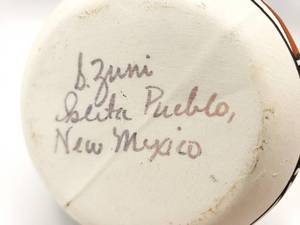 D. Zuni
Isleta Pueblo,
New Mexico